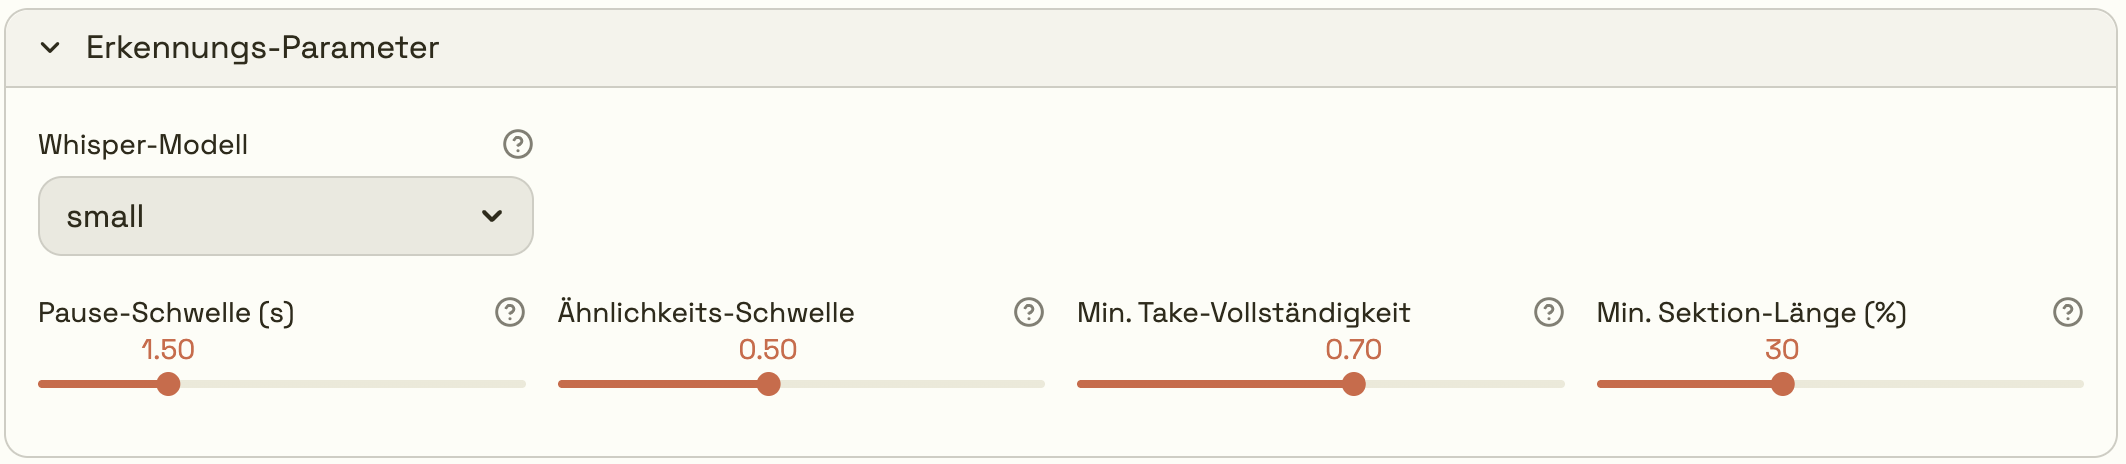 Erkennungs-Parameter
Whisper-Modell
small
Pause-Schwelle (s)
1.50
Ähnlichkeits-Schwelle
0.50
Min. Take-Vollständigkeit
0.70
Min. Sektion-Länge (%)
30